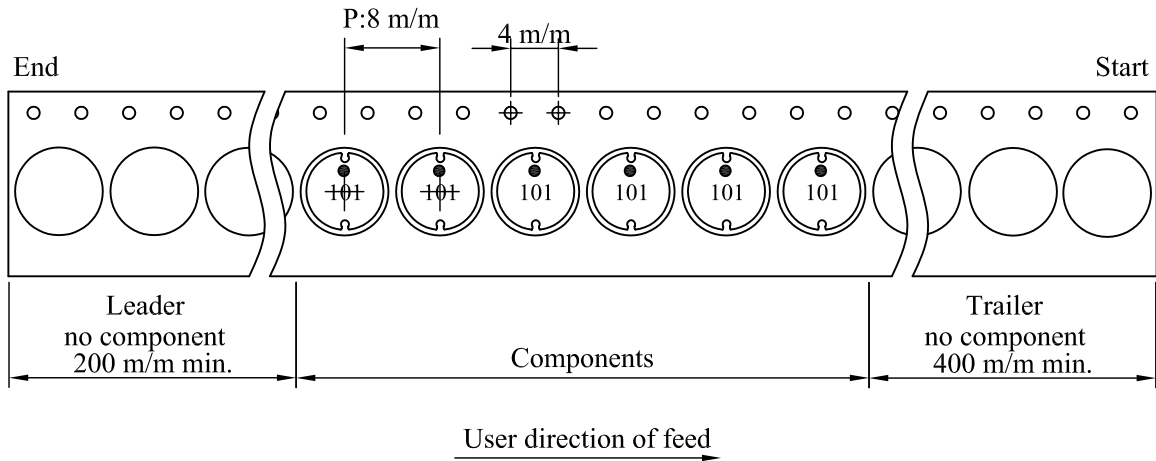 P:8 m/m
4 m/m
End
Start
101 101 101 101 101 101
Leader
no component
200 m/m min.
Components
Trailer
no component
400 m/m min.
User direction of feed